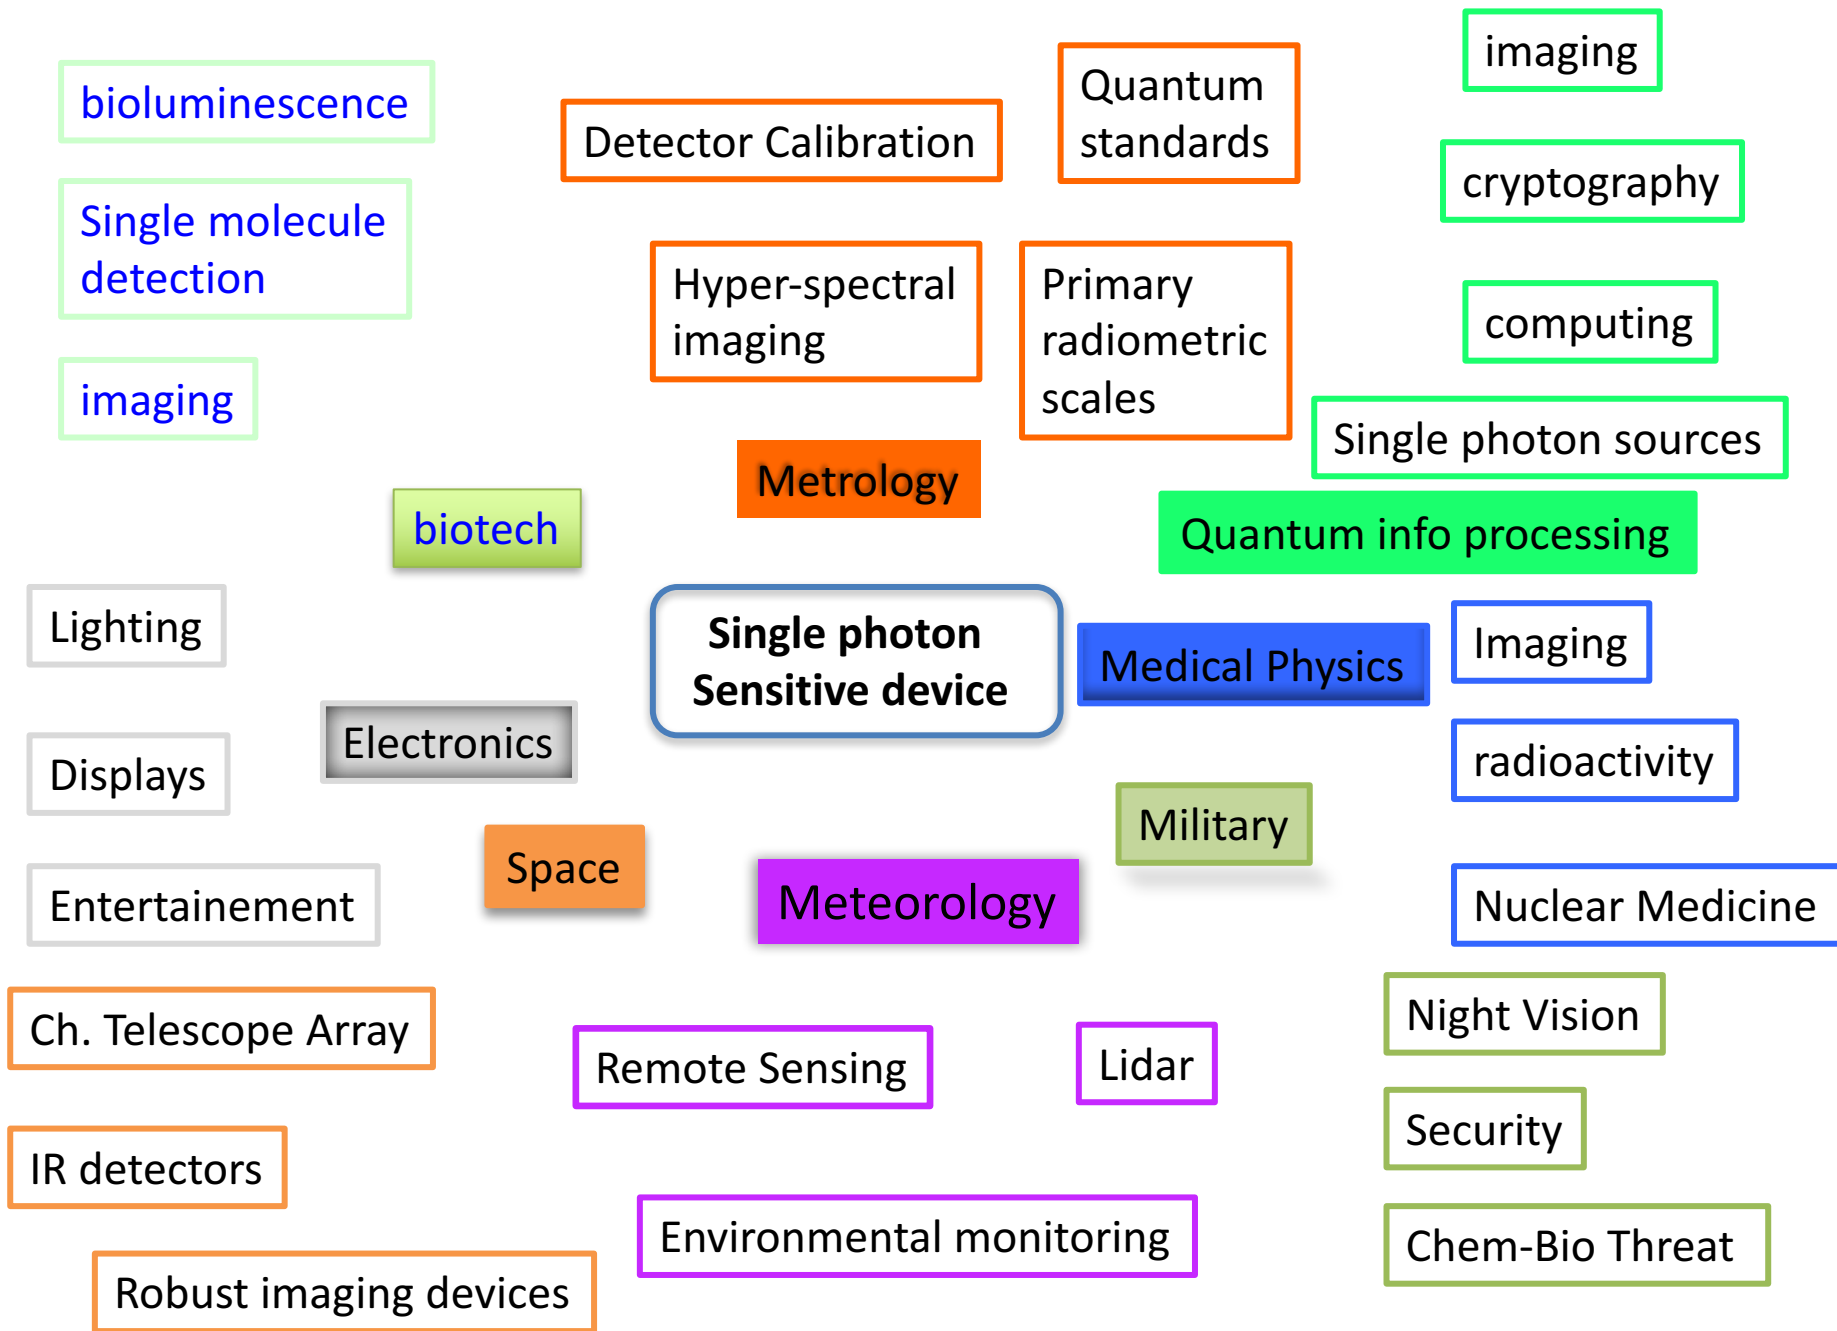 imaging
Quantum
standards
bioluminescence
Detector Calibration
cryptography
Single molecule
detection
Hyper-spectral
imaging
Primary
radiometric
scales
computing
imaging
Single photon sources
Metrology
biotech
Quantum info processing
Lighting
Single photon
Sensitive device
Medical Physics
Imaging
Electronics
Displays
radioactivity
Military
Space
Meteorology
Entertainement
Nuclear Medicine
Ch. Telescope Array
Night Vision
Remote Sensing
Lidar
Security
IR detectors
Environmental monitoring
Chem-Bio Threat
Robust imaging devices